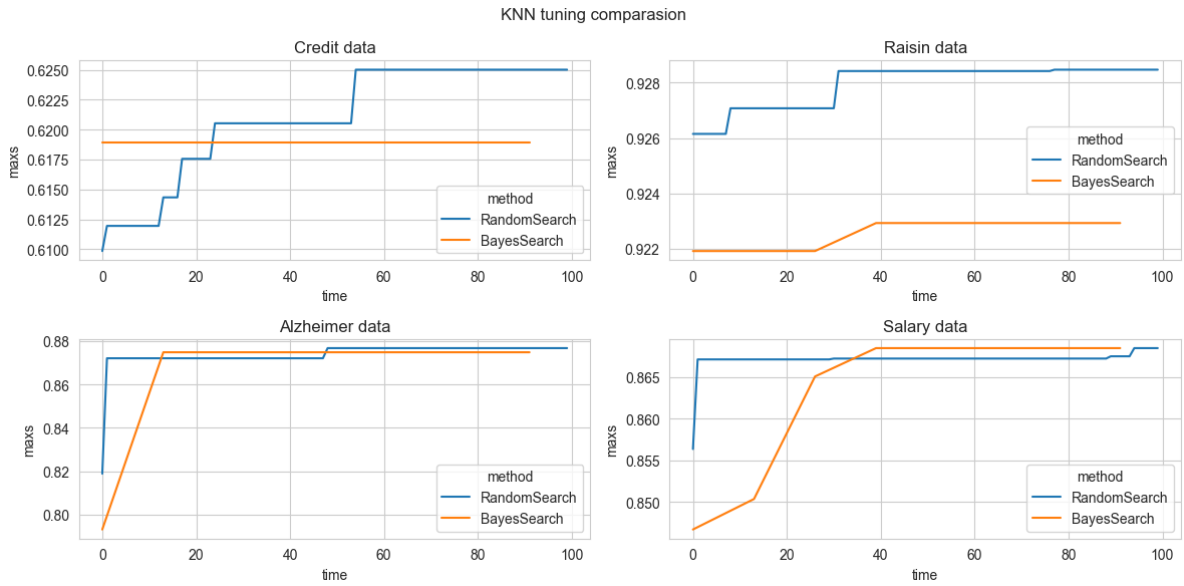 KNN tuning comparasion
Credit data
0.6250
0.6225
0.6200
0.6175
0.6150
0.6125
0.6100
maxs
method
RandomSearch
BayesSearch
0 20 40 60 80 100
time
Raisin data
0.928
0.926
0.924
0.922
maxs
method
RandomSearch
BayesSearch
0 20 40 60 80 100
time
Alzheimer data
0.88
0.86
0.84
0.82
0.80
maxs
method
RandomSearch
BayesSearch
0 20 40 60 80 100
time
Salary data
0.865
0.860
0.855
0.850
maxs
method
RandomSearch
BayesSearch
0 20 40 60 80 100
time